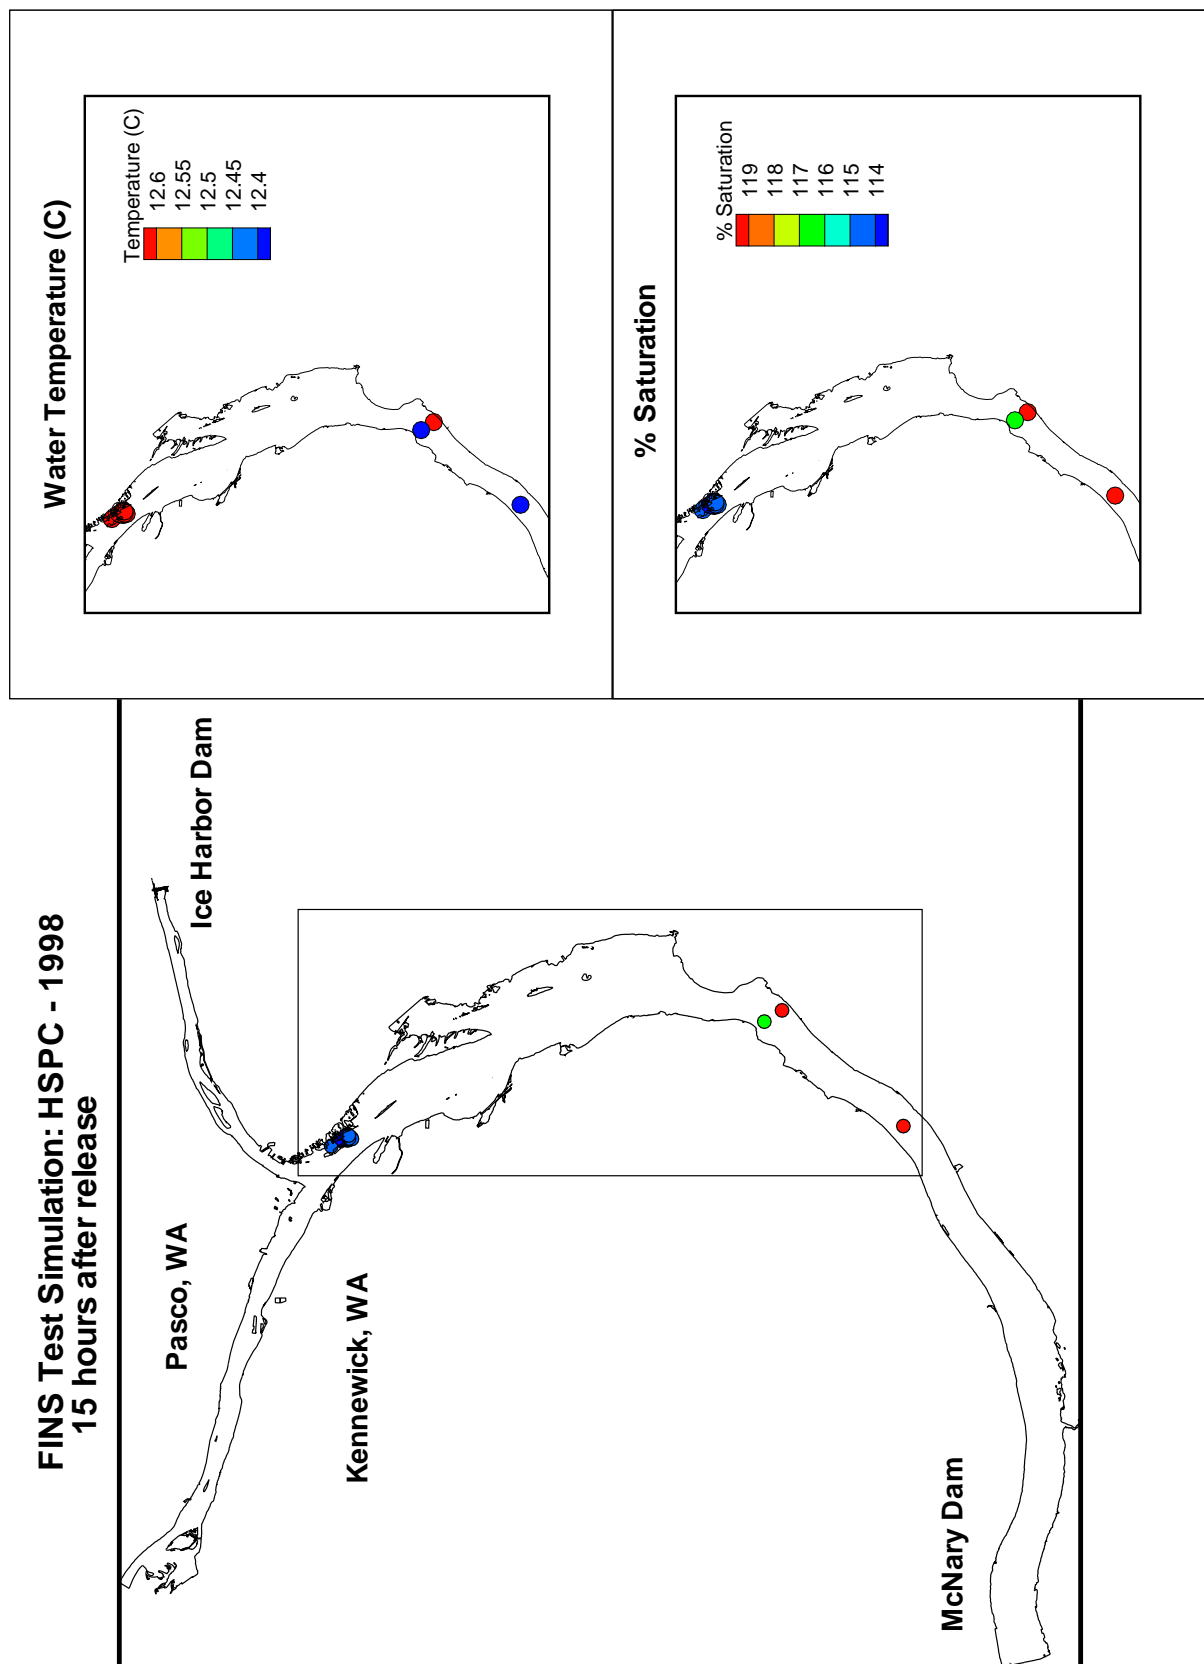 FINS Test Simulation: HSPC - 1998
15 hours after release
Ice Harbor Dam
Pasco, WA
Kennewick, WA
McNary Dam
Water Temperature (C)
Temperature (C)
12.6
12.55
12.5
12.45
12.4
% Saturation
% Saturation
119
118
117
116
115
114